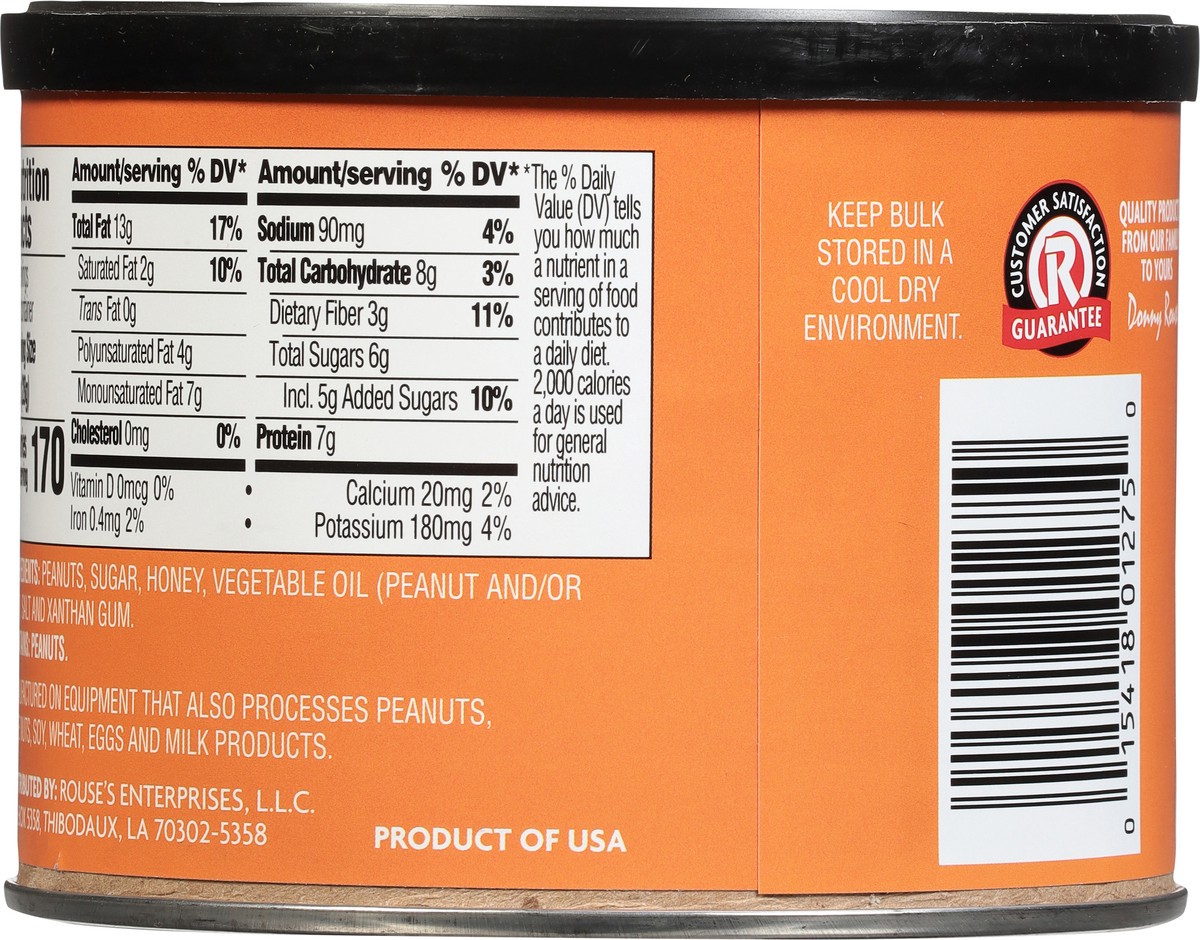 Amount/serving % DV*
Total Fat 13g 17%
Saturated Fat 2g 10%
Trans Fat 0g
Polyunsaturated Fat 4g
Monounsaturated Fat 7g
Cholesterol 0mg 0%
170
Amount/serving % DV*
Sodium 90mg 4%
Total Carbohydrate 8g 3%
Dietary Fiber 3g 11%
Total Sugars 6g
Incl. 5g Added Sugars 10%
Protein 7g
Vitamin D 0mcg 0% • Calcium 20mg 2%
Iron 0.4mg 2% • Potassium 180mg 4%
*The % Daily
Value (DV) tells
you how much
a nutrient in a
serving of food
contributes to
a daily diet.
2,000 calories
a day is used
for general
nutrition
advice.
PEANUTS, SUGAR, HONEY, VEGETABLE OIL (PEANUT AND/OR
AND XANTHAN GUM.
PEANUTS.
ON EQUIPMENT THAT ALSO PROCESSES PEANUTS,
SOY, WHEAT, EGGS AND MILK PRODUCTS.
BY: ROUSE'S ENTERPRISES, L.L.C.
5358, THIBODAUX, LA 70302-5358
PRODUCT OF USA
KEEP BULK
STORED IN A
COOL DRY
ENVIRONMENT.
CUSTOMER SATISFACTION
R
GUARANTEE
QUALITY
FROM OUR
TO YOURS
Donny
0 15418 01275 0